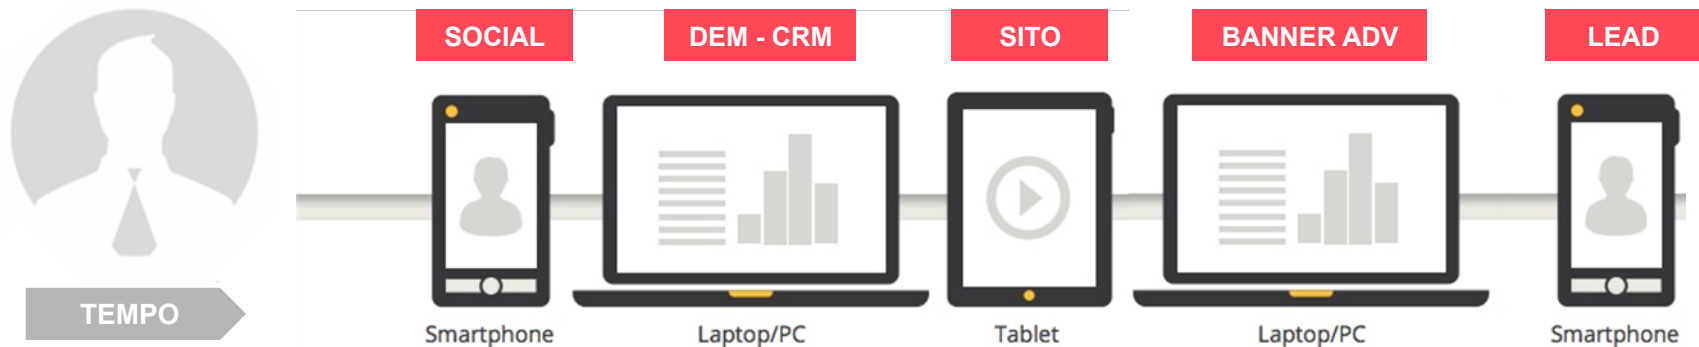 SOCIAL
DEM - CRM
SITO
BANNER ADV
LEAD
TEMPO
Smartphone
Laptop/PC
Tablet
Laptop/PC
Smartphone